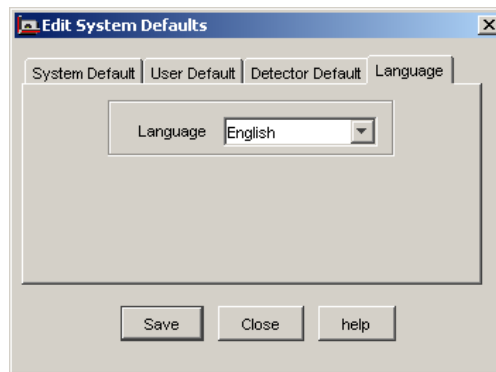 Edit System Defaults
System Default User Default Detector Default Language
Language English
Save Close help